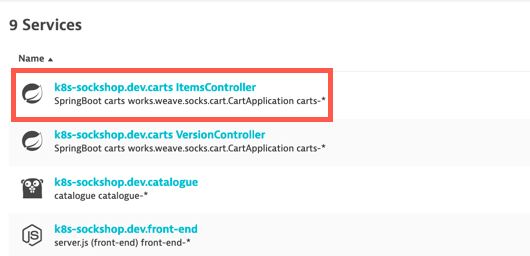 9 Services
Name ▲
k8s-sockshop.dev.carts ItemsController
SpringBoot carts works.weave.socks.cart.CartApplication carts-*
k8s-sockshop.dev.carts VersionController
SpringBoot carts works.weave.socks.cart.CartApplication carts-*
k8s-sockshop.dev.catalogue
catalogue catalogue-*
k8s-sockshop.dev.front-end
server.js (front-end) front-end-*